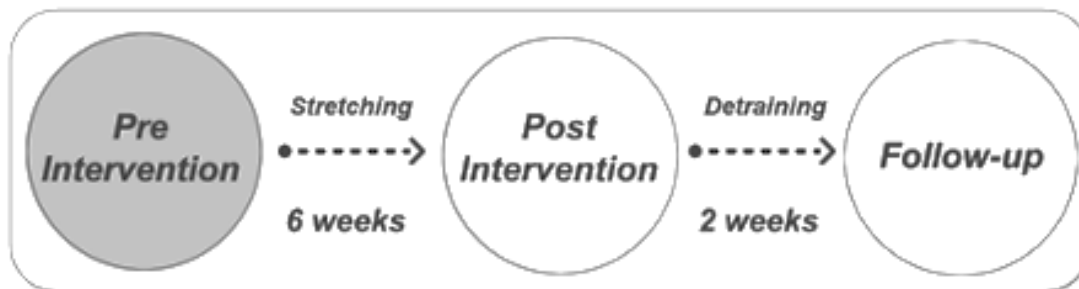 Pre
Intervention
Stretching
6 weeks
Post
Intervention
Detraining
2 weeks
Follow-up